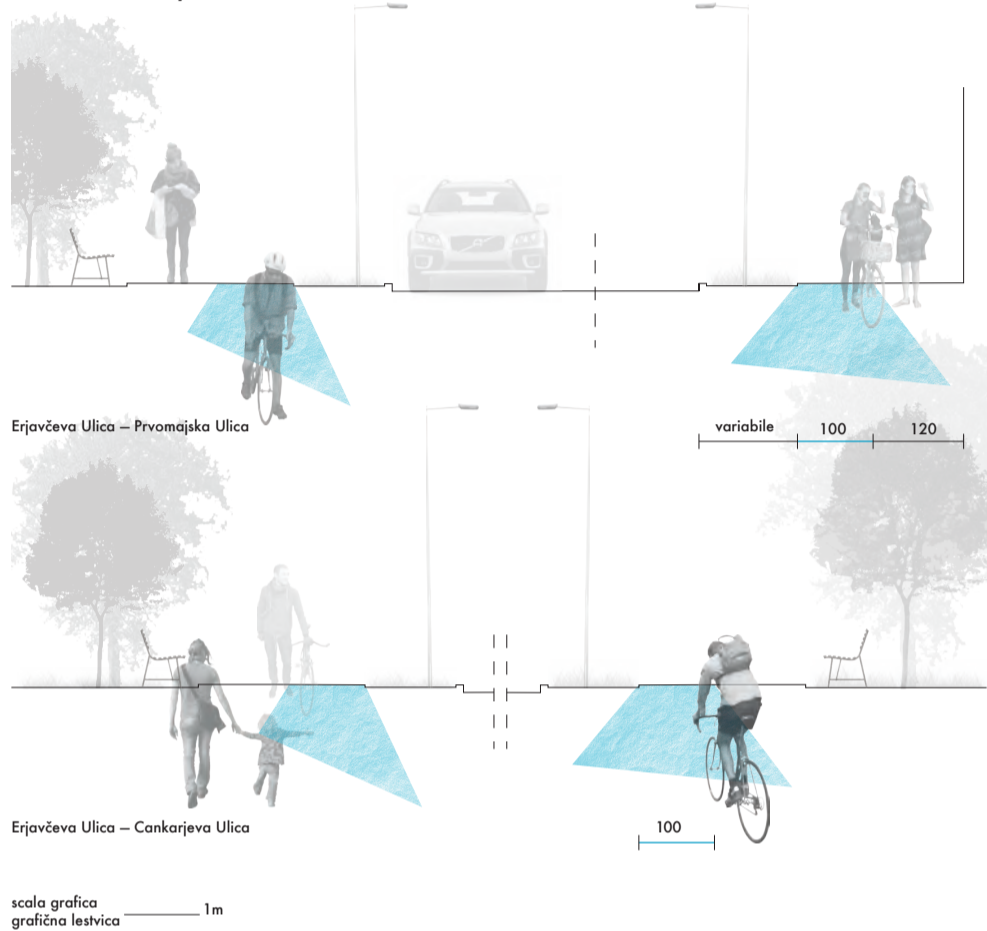 Erjavčeva Ulica – Prvomajska Ulica
variabile 100 120
Erjavčeva Ulica – Cankarjeva Ulica
100
scala grafica
grafična lestvica 1m